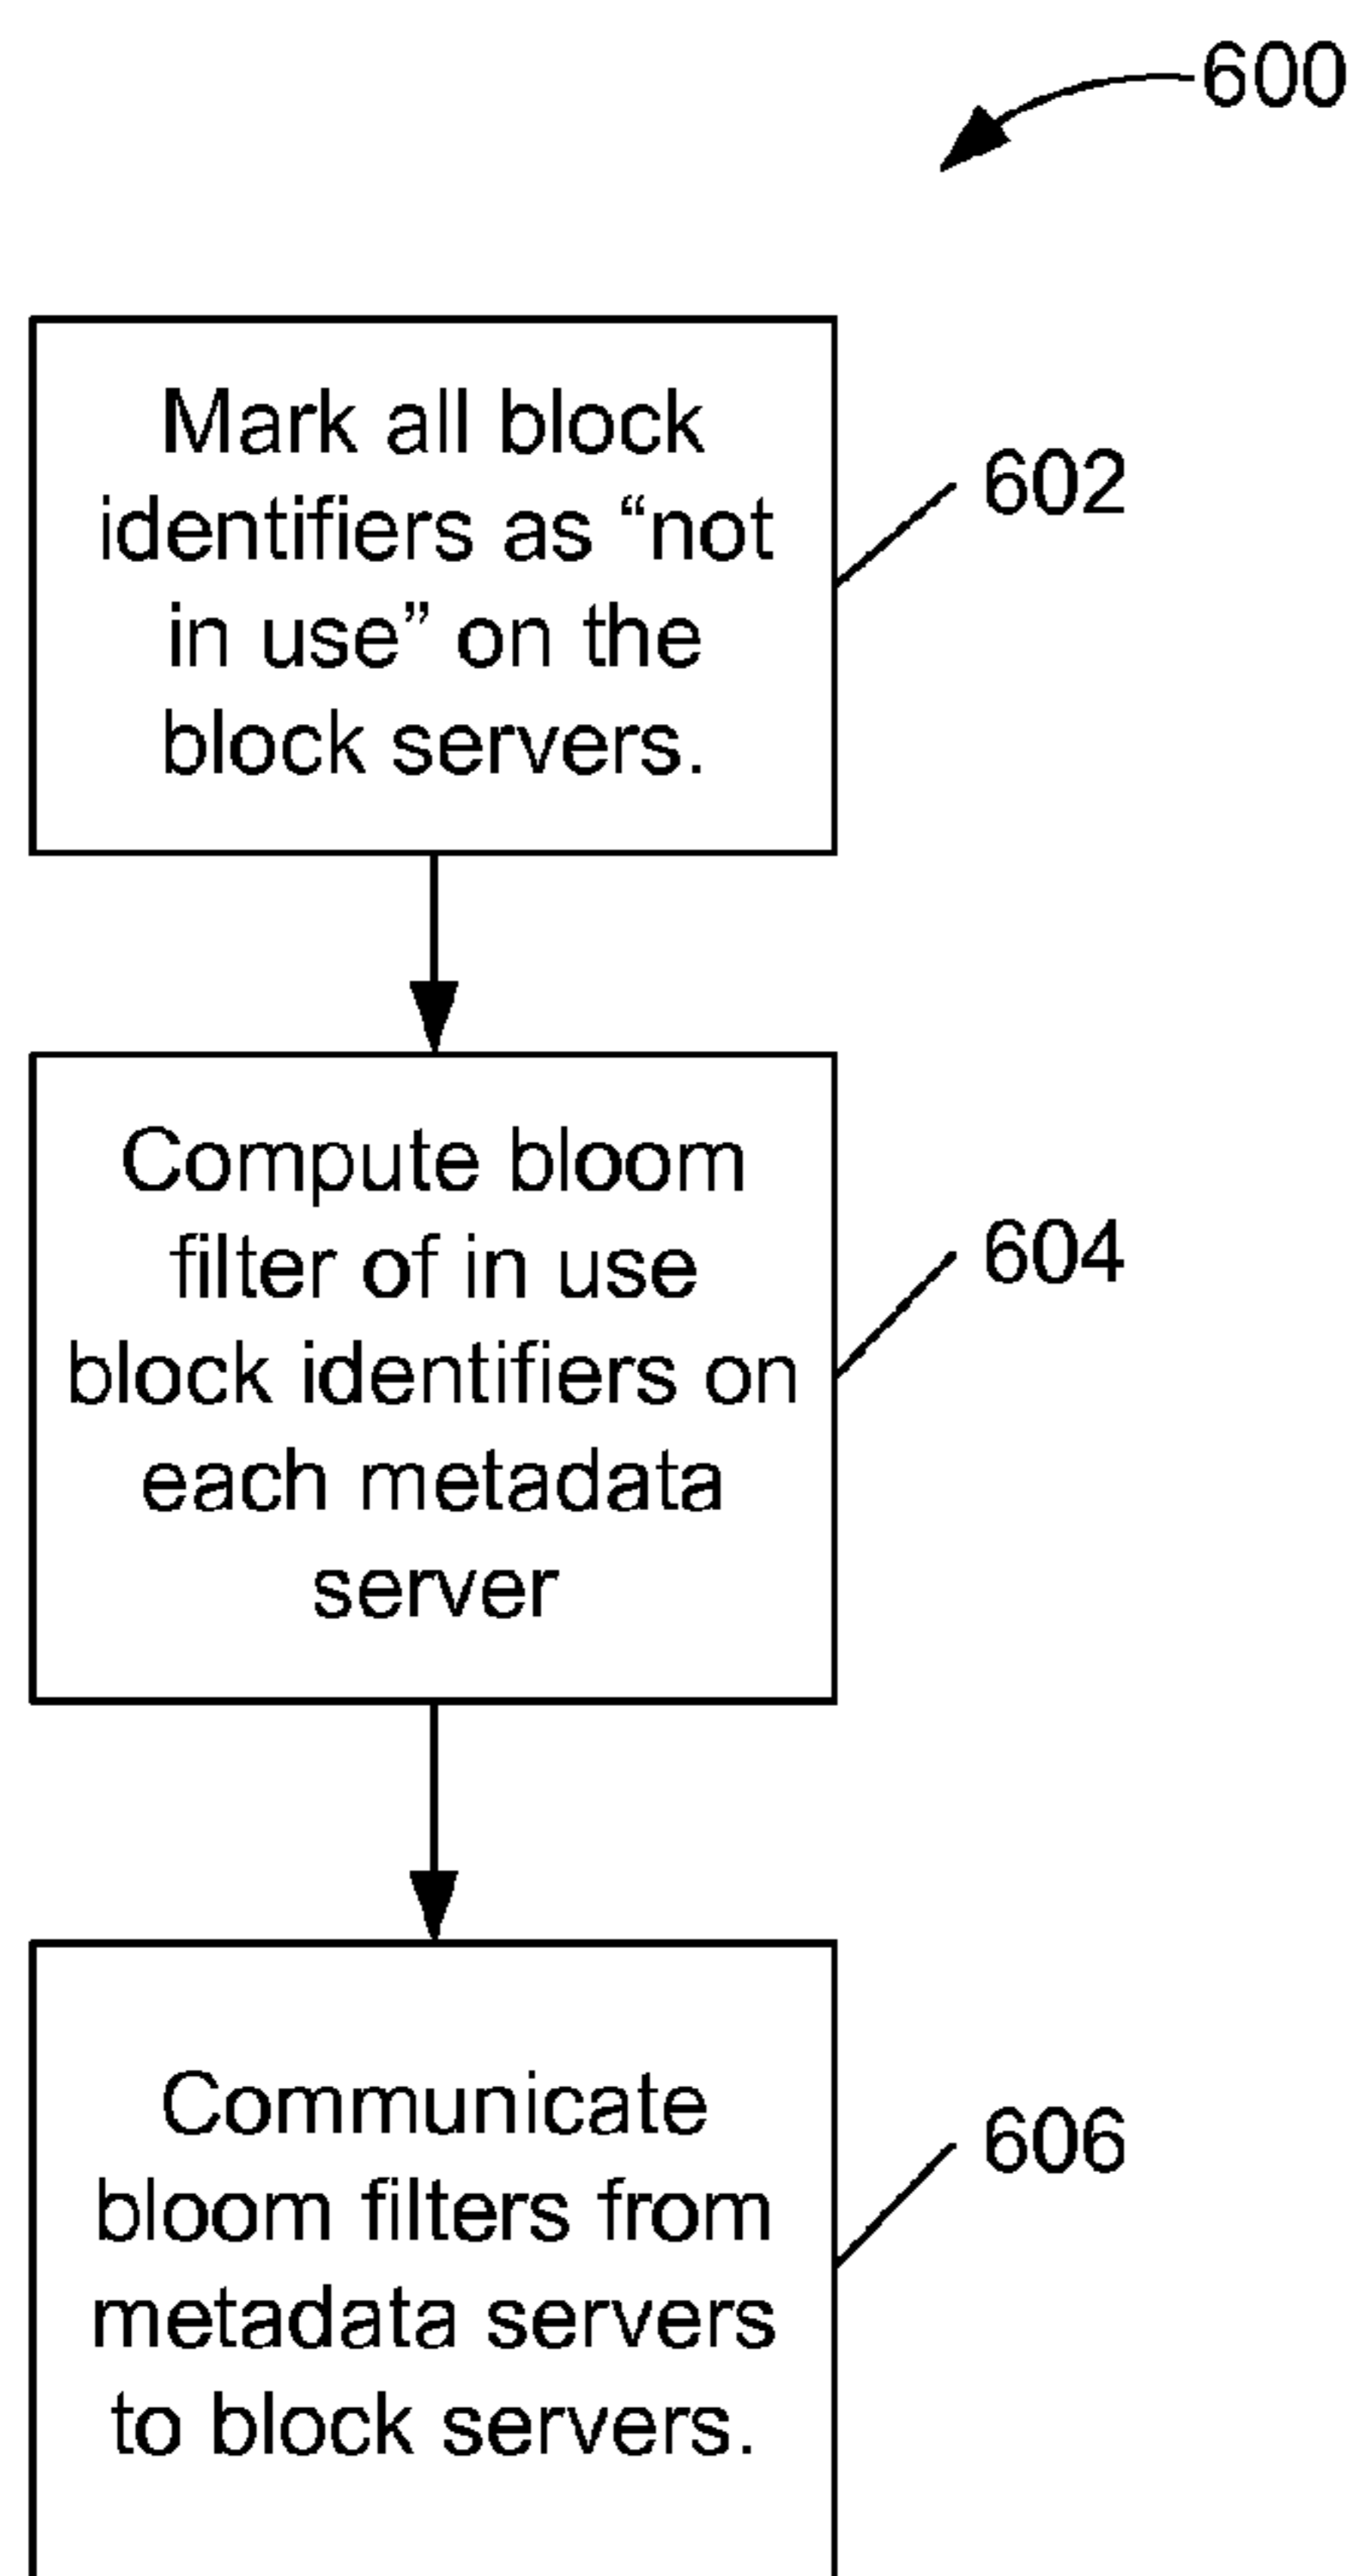 600
Mark all block
identifiers as “not
in use” on the
block servers.
602
Compute bloom
filter of in use
block identifiers on
each metadata
server
604
Communicate
bloom filters from
metadata servers
to block servers.
606